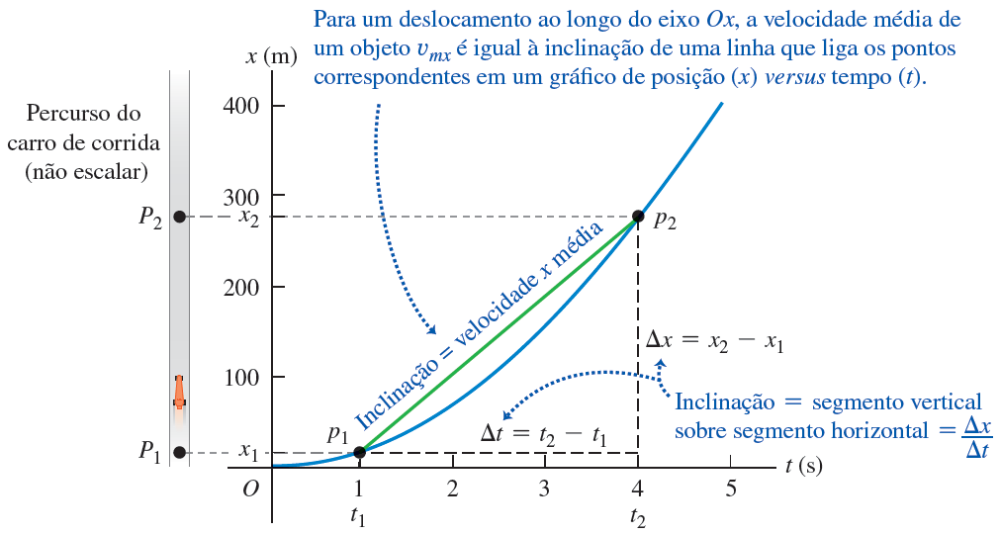 Para um deslocamento ao longo do eixo Ox, a velocidade média de
um objeto v_mx é igual à inclinação de uma linha que liga os pontos
correspondentes em um gráfico de posição (x) versus tempo (t).
x (m)
Percurso do
carro de corrida
(não escalar)
400
300
P₂
x₂
p₂
200
Inclinação = velocidade x média
Δx = x₂ − x₁
100
Inclinação = segmento vertical
sobre segmento horizontal = Δx/Δt
p₁
Δt = t₂ − t₁
P₁
x₁
t (s)
O
1
2
3
4
5
t₁
t₂